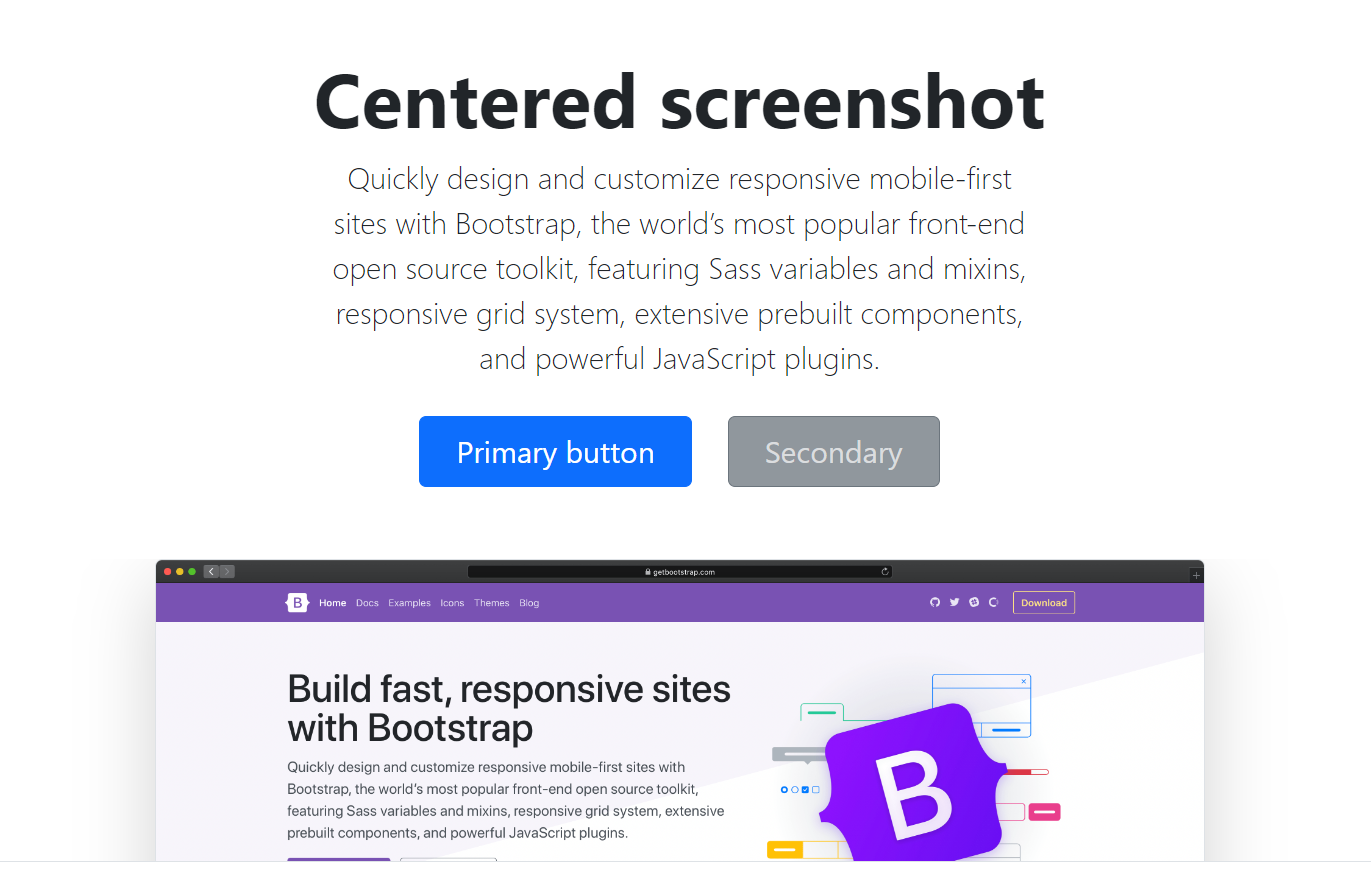 Centered screenshot
Quickly design and customize responsive mobile-first
sites with Bootstrap, the world’s most popular front-end
open source toolkit, featuring Sass variables and mixins,
responsive grid system, extensive prebuilt components,
and powerful JavaScript plugins.
Primary button Secondary
getbootstrap.com
B Home Docs Examples Icons Themes Blog Download
Build fast, responsive sites
with Bootstrap
Quickly design and customize responsive mobile-first sites with
Bootstrap, the world’s most popular front-end open source toolkit,
featuring Sass variables and mixins, responsive grid system, extensive
prebuilt components, and powerful JavaScript plugins.
B